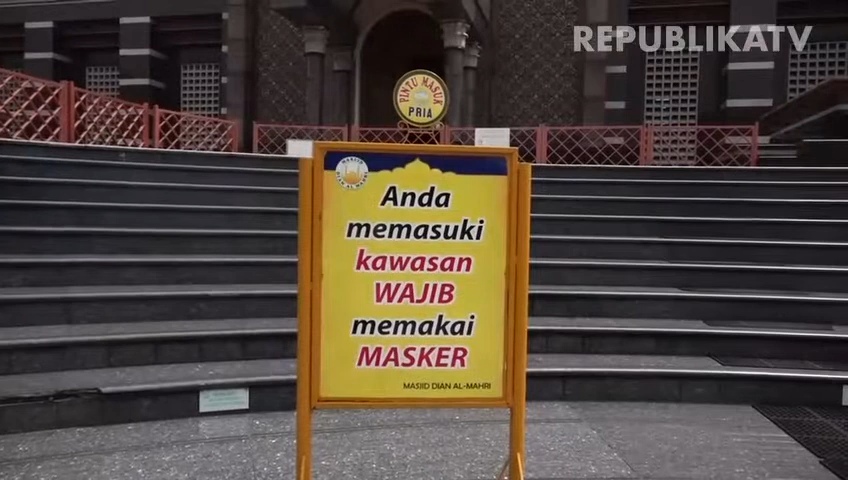 REPUBLIKATV
PINTU MASUK
PRIA
Anda
memasuki
kawasan
WAJIB
memakai
MASKER
MASJID DIAN AL-MAHRI